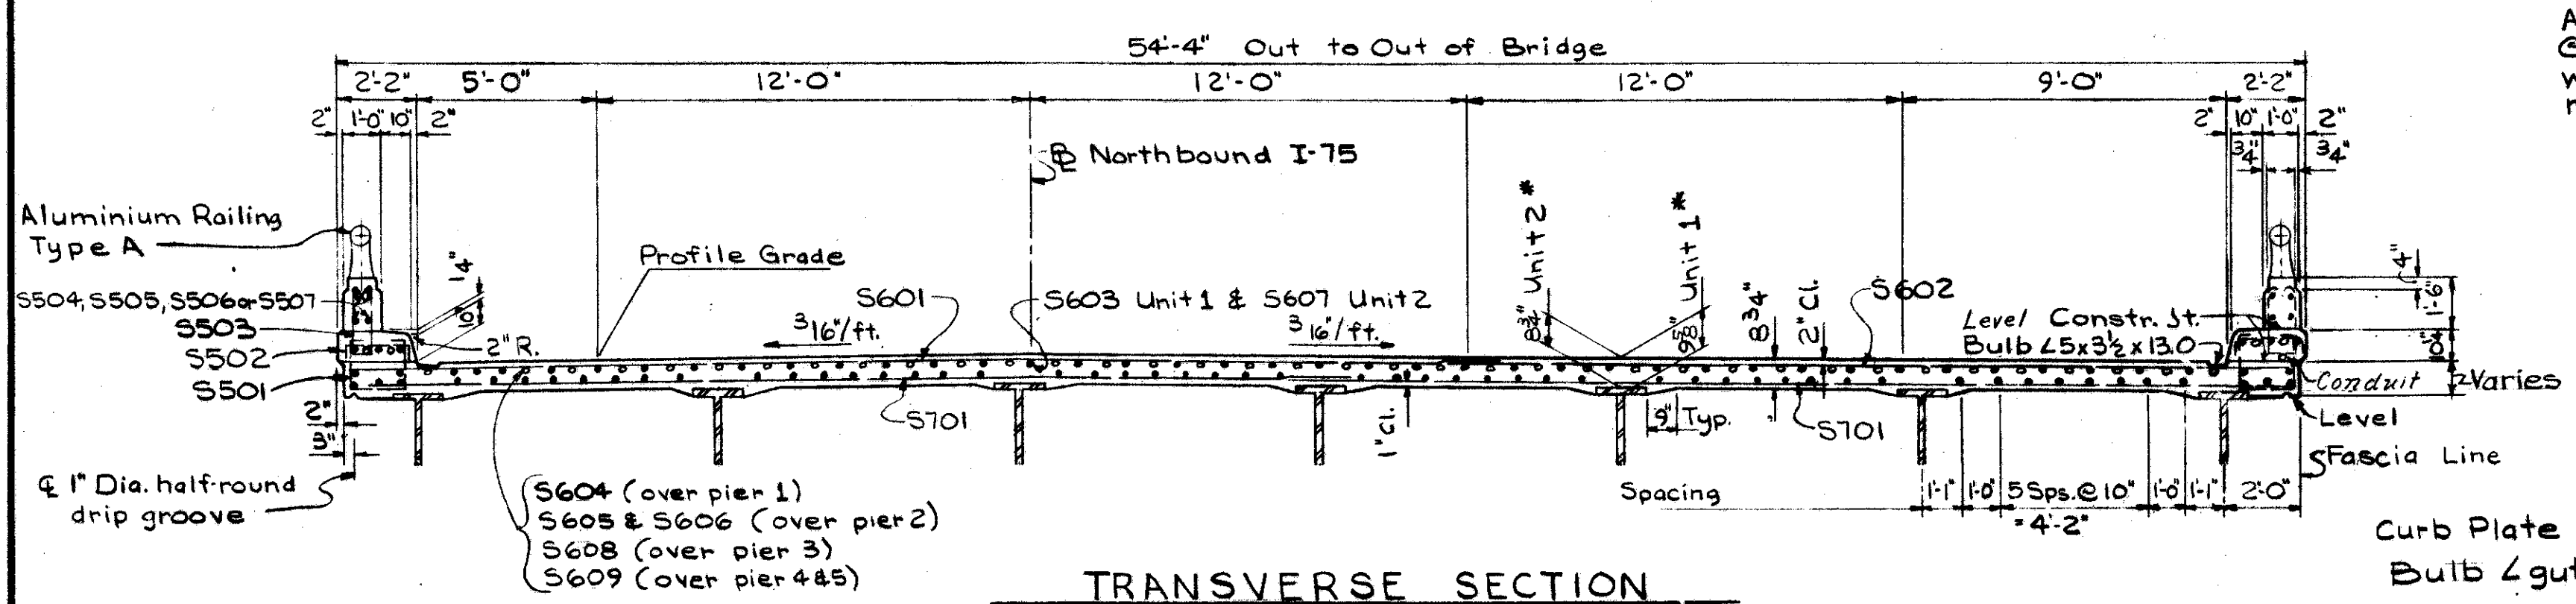 54'-4" Out to Out of Bridge
2'-2" 5'-0" 12'-0" 12'-0" 12'-0" 9'-0" 2'-2"
2" 1'-0" 10" 2"
2" 10" 1'-0" 2"
3/4" 3/4"
℄ Northbound I-75
Aluminium Railing
Type A
Profile Grade
1/4"
10"
S504, S505, S506 or S507
S503
S502
S501
2" R.
3/16"/ft.
S601
S603 Unit 1 & S607 Unit 2
3/16"/ft.
8 3/4" Unit 2 *
9 5/8" Unit 1 *
8 3/4"
2" Cl.
S602
Level Constr. Jt.
Bulb ∠5x3½x13.0
1'-6"
Conduit
Varies
Level
Fascia Line
2"
3"
℄ 1" Dia. half-round
drip groove
S701
1" Cl.
9" Typ.
S701
S604 (over pier 1)
S605 & S606 (over pier 2)
S608 (over pier 3)
S609 (over pier 4&5)
Spacing
1'-1" 1'-0" 5 Sps. @ 10" 1'-0" 1'-1" 2'-0"
= 4'-2"
Curb Plate
Bulb ∠ gut
TRANSVERSE SECTION